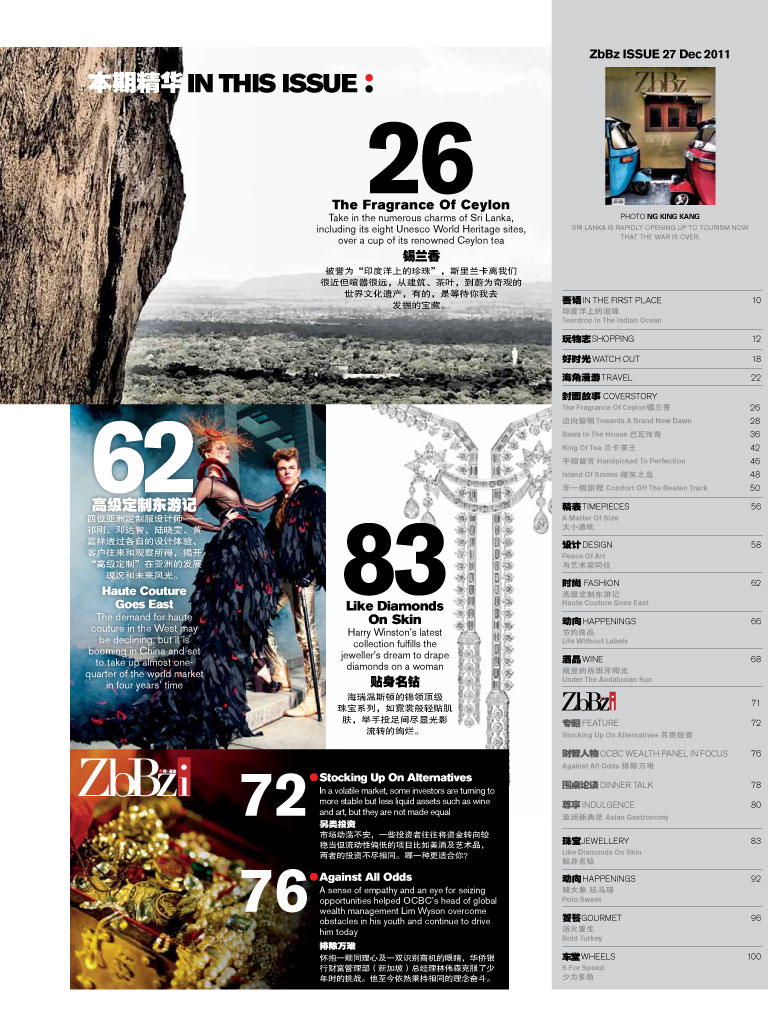 本期精华 IN THIS ISSUE :
26
The Fragrance Of Ceylon
Take in the numerous charms of Sri Lanka,
including its eight Unesco World Heritage sites,
over a cup of its renowned Ceylon tea
锡兰香
被誉为“印度洋上的珍珠”，斯里兰卡离我们
很近但喧嚣很远，从建筑、茶叶，到蔚为奇观的
世界文化遗产，有的，是等待你我去
发掘的宝藏。
62
高级定制东游记
四位亚洲定制服设计师——
祁刚、邓达智、陆晓雯、黄
嘉祥透过各自的设计体验、
客户往来和观察所得，揭开
“高级定制”在亚洲的发展
现况和未来风光。
Haute Couture
Goes East
The demand for haute
couture in the West may
be declining, but it is
booming in China and set
to take up almost one-
quarter of the world market
in four years' time
83
Like Diamonds
On Skin
Harry Winston's latest
collection fulfills the
jeweller's dream to drape
diamonds on a woman
贴身名钻
海瑞温斯顿的锦领顶级
珠宝系列，如霓裳般轻贴肌
肤，举手投足间尽显光影
流转的绚烂。
ZbBz i
72
Stocking Up On Alternatives
In a volatile market, some investors are turning to
more stable but less liquid assets such as wine
and art, but they are not made equal
另类投资
市场动荡不安，一些投资者往往将资金转向较
稳当但流动性偏低的项目比如美酒及艺术品，
两者的投资不尽相同。哪一种更适合你？
76
Against All Odds
A sense of empathy and an eye for seizing
opportunities helped OCBC's head of global
wealth management Lim Wyson overcome
obstacles in his youth and continue to drive
him today
排除万难
怀抱一颗同理心及一双识别商机的眼睛，华侨银
行财富管理部（新加坡）总经理林伟森克服了少
年时的挑战。他至今依然秉持相同的理念奋斗。
ZbBz ISSUE 27 Dec 2011
ZbBz
PHOTO NG KING KANG
SRI LANKA IS RAPIDLY OPENING UP TO TOURISM NOW
THAT THE WAR IS OVER.
吾语 IN THE FIRST PLACE 10
印度洋上的泪珠
Teardrop In The Indian Ocean
玩物志 SHOPPING 12
好时光 WATCH OUT 18
海角漫游 TRAVEL 22
封面故事 COVERSTORY
The Fragrance Of Ceylon 锡兰香 26
迈向黎明 Towards A Brand New Dawn 28
Bawa In The House 巴瓦传奇 36
King Of Tea 兰卡茶王 42
手摘留芳 Handpicked To Perfection 46
Island Of Smiles 微笑之岛 48
非一般旅程 Comfort Off The Beaten Track 50
精表 TIMEPIECES 56
A Matter Of Size
大小通吃
设计 DESIGN 58
Peace Of Art
与艺术家同住
时尚 FASHION 62
高级定制东游记
Haute Couture Goes East
动向 HAPPENINGS 66
节约良品
Life Without Labels
酒品 WINE 68
瓶里的西班牙阳光
Under The Andalusian Sun
ZbBz i 71
专题 FEATURE 72
Stocking Up On Alternatives 另类投资
财智人物 OCBC WEALTH PANEL IN FOCUS 76
Against All Odds 排除万难
围桌论谈 DINNER TALK 78
尊享 INDULGENCE 80
亚洲新典范 Asian Gastronomy
珠宝 JEWELLERY 83
Like Diamonds On Skin
贴身名钻
动向 HAPPENINGS 92
骑大象 玩马球
Polo Sweet
智餐 GOURMET 96
浴火重生
Bold Turkey
车堂 WHEELS 100
S For Speed
少力多劲